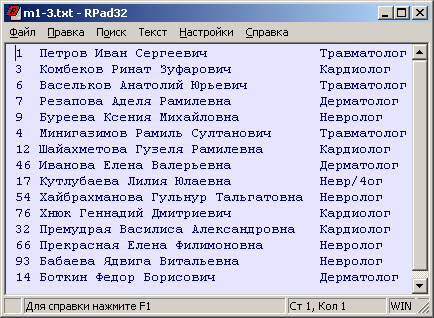 m1-3.txt - RPad32
Файл Правка Поиск Текст Настройки Справка
1 Петров Иван Сергеевич Травматолог
3 Комбеков Ринат Зуфарович Кардиолог
6 Васельков Анатолий Юрьевич Травматолог
7 Резапова Аделя Рамилевна Дерматолог
9 Буреева Ксения Михайловна Невролог
4 Минигазимов Рамиль Султанович Травматолог
12 Шайахметова Гузеля Рамилевна Кардиолог
46 Иванова Елена Валерьевна Дерматолог
17 Кутлубаева Лилия Юлаевна Невр/4ог
54 Хайбрахманова Гульнур Тальгатовна Невролог
76 Хнюк Геннадий Дмитриевич Кардиолог
32 Премудрая Василиса Александровна Кардиолог
66 Прекрасная Елена Филимоновна Невролог
93 Бабаева Ядвига Витальевна Невролог
14 Боткин Федор Борисович Дерматолог
Для справки нажмите F1 Ст 1, Кол 1 WIN